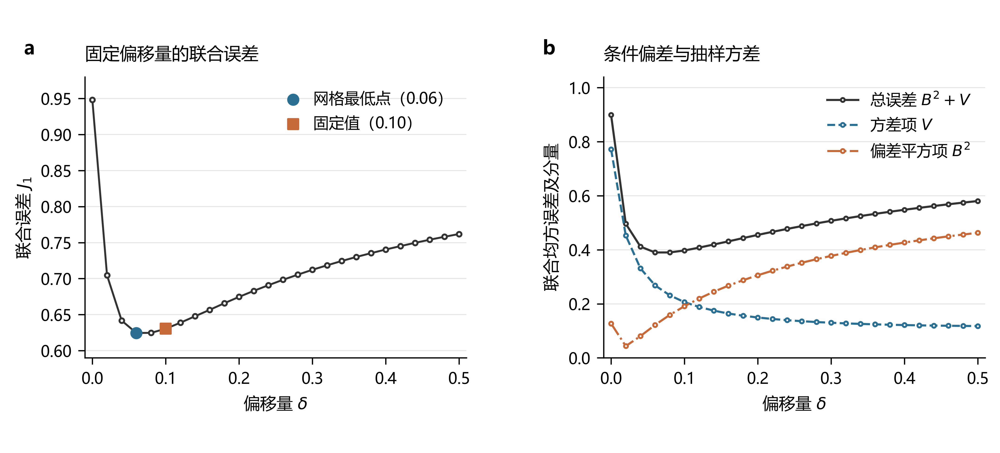 a
固定偏移量的联合误差
网格最低点（0.06）
固定值（0.10）
联合误差 J₁
0.95
0.90
0.85
0.80
0.75
0.70
0.65
0.60
0.0 0.1 0.2 0.3 0.4 0.5
偏移量 δ
b
条件偏差与抽样方差
总误差 B² + V
方差项 V
偏差平方项 B²
联合均方误差及分量
1.0
0.8
0.6
0.4
0.2
0.0
0.0 0.1 0.2 0.3 0.4 0.5
偏移量 δ